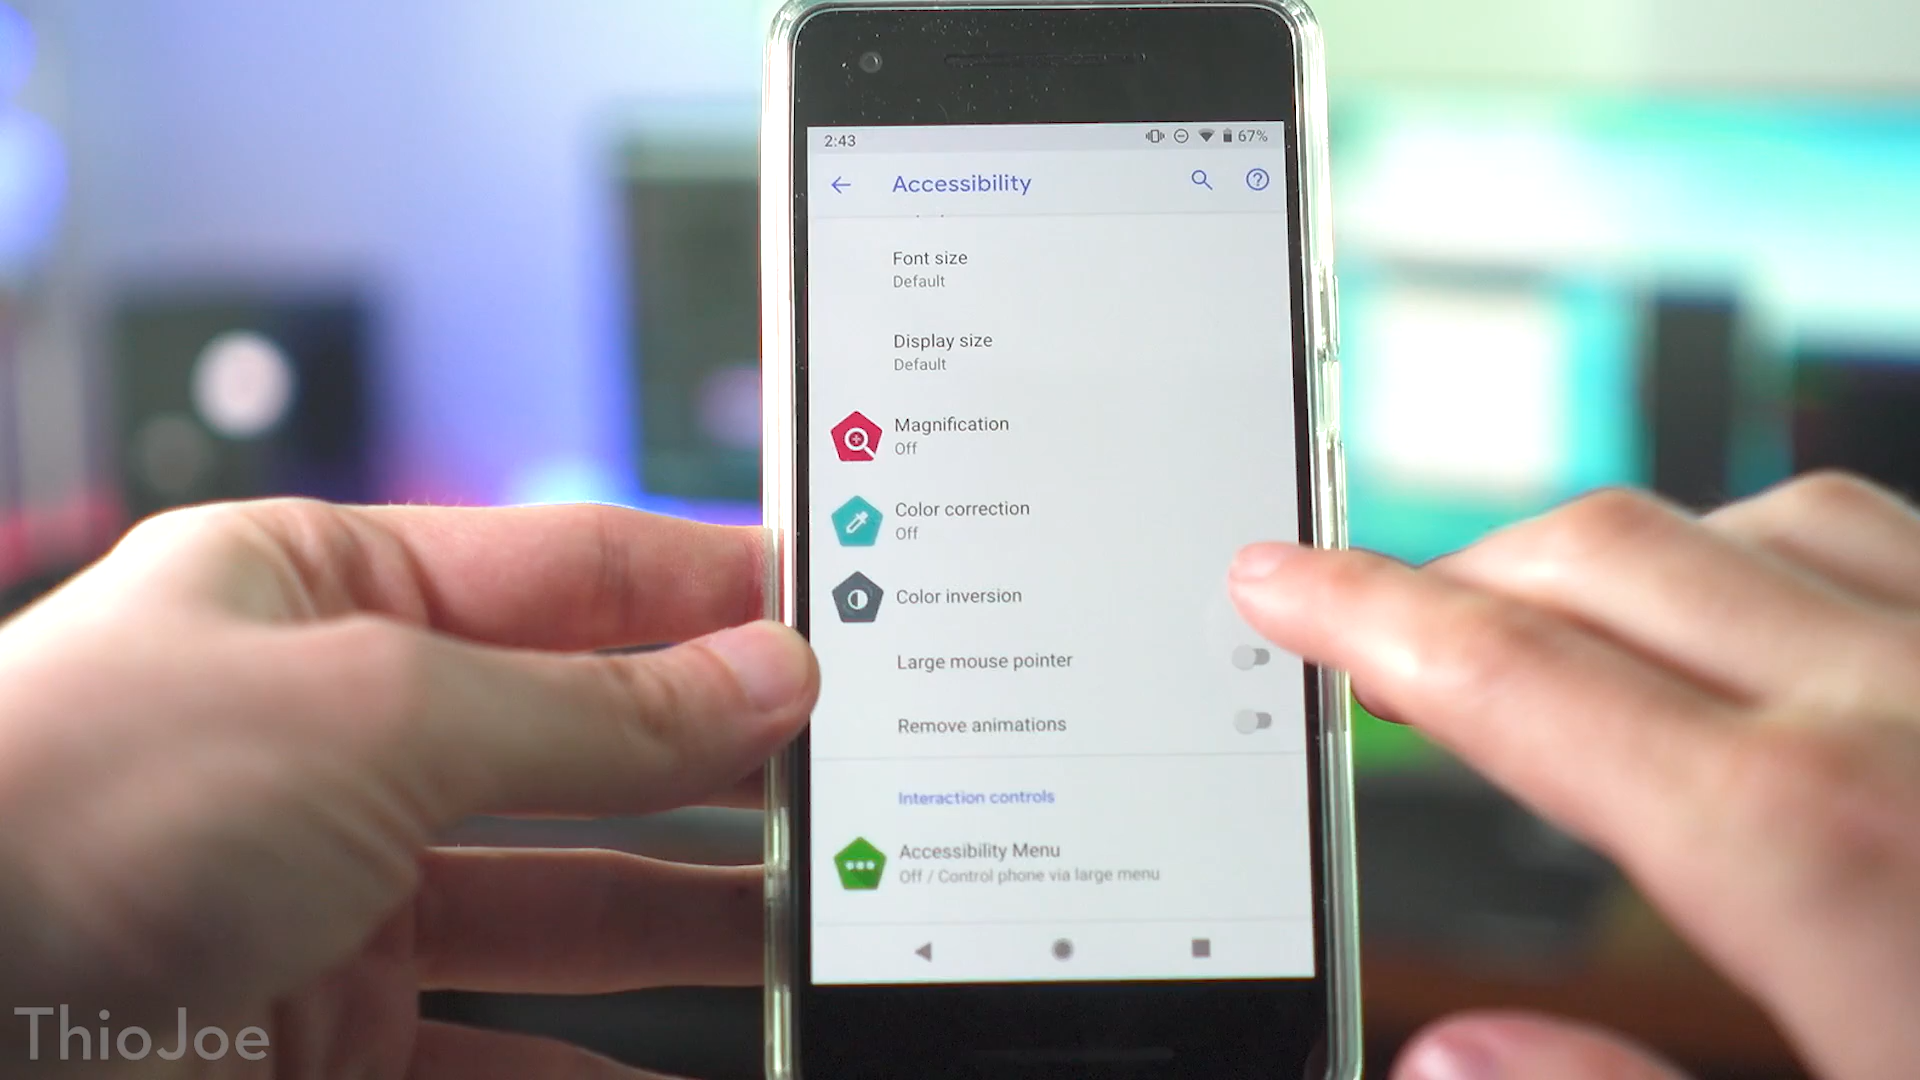 2:43
67%
Accessibility
Font size
Default
Display size
Default
Magnification
Off
Color correction
Off
Color inversion
Large mouse pointer
Remove animations
Interaction controls
Accessibility Menu
Off / Control phone via large menu
ThioJoe